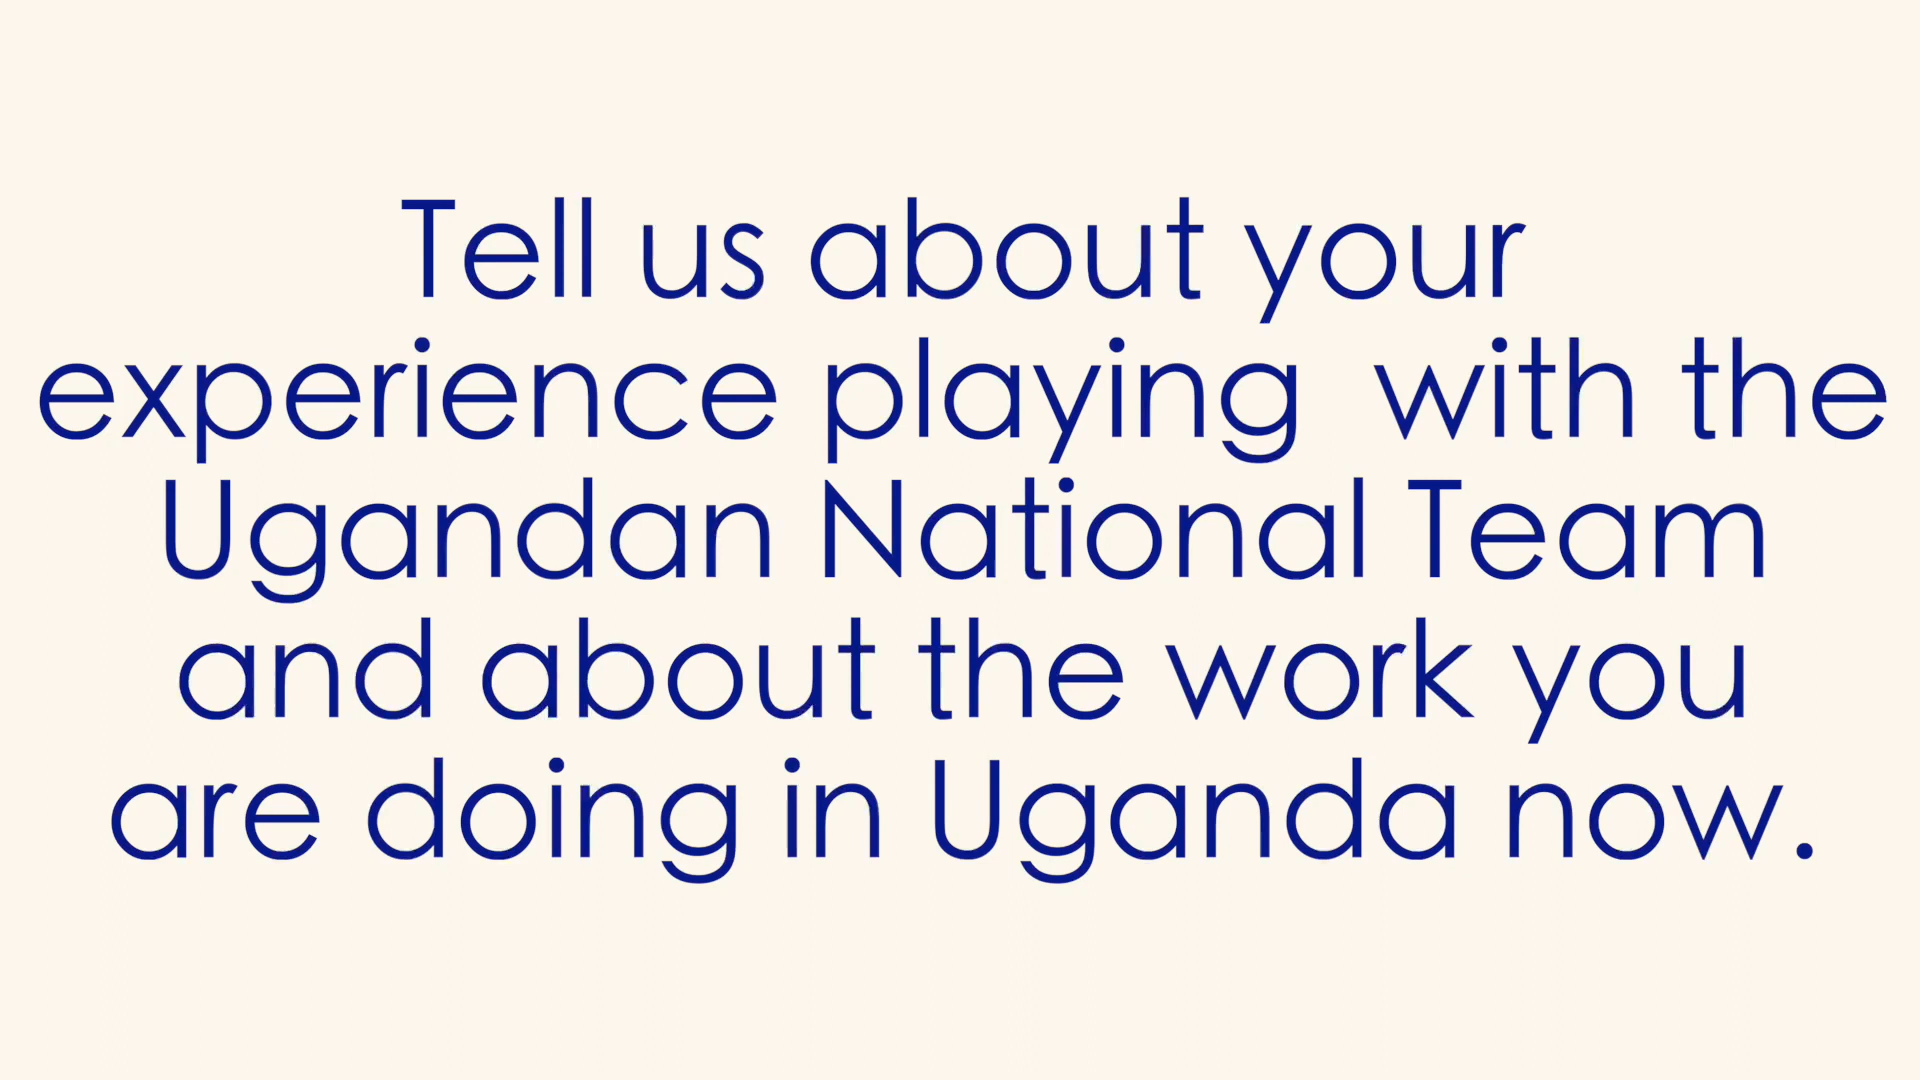 Tell us about your
experience playing  with the
Ugandan National Team
and about the work you
are doing in Uganda now.